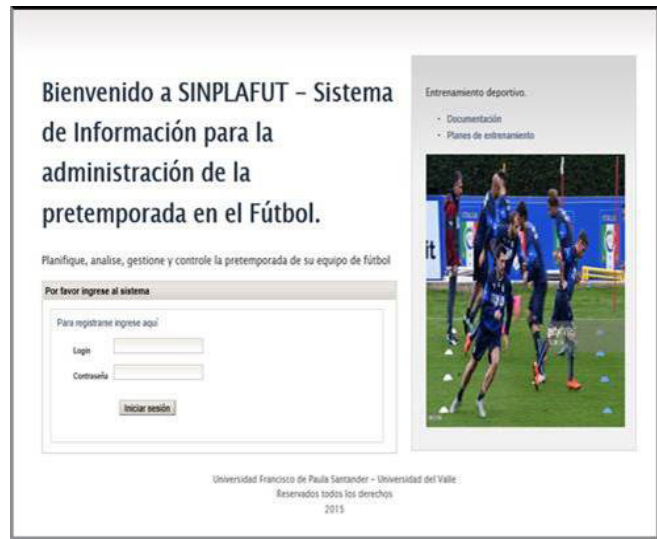 Bienvenido a SINPLAFUT – Sistema
de Información para la
administración de la
pretemporada en el Fútbol.
Planifique, analise, gestione y controle la pretemporada de su equipo de fútbol
Por favor ingrese al sistema
Para registrarse ingrese aquí
Login
Contraseña
Iniciar sesión
Entrenamiento deportivo.
• Documentación
• Planes de entrenamiento
ITALIA
it
Universidad Francisco de Paula Santander – Universidad del Valle
Reservados todos los derechos
2015